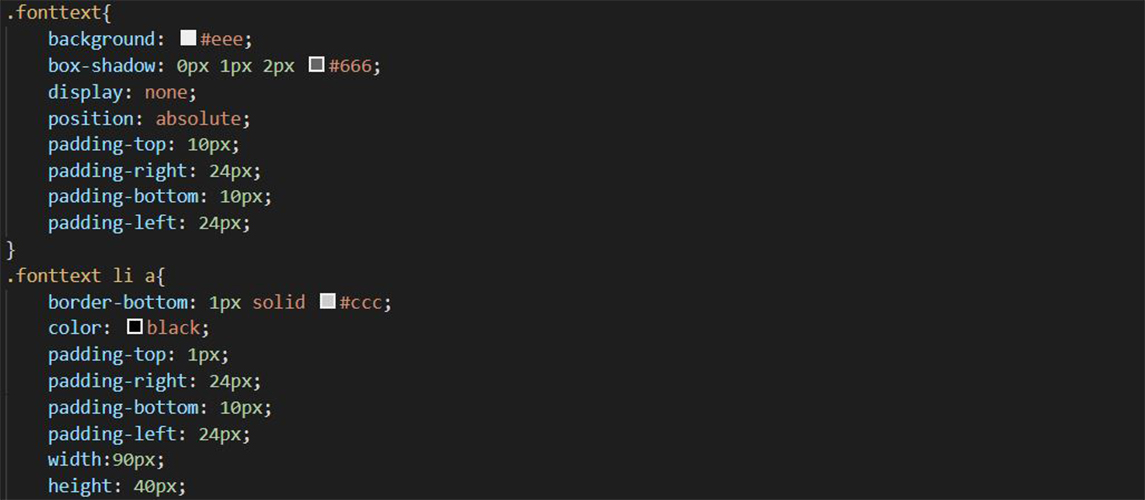 .fonttext{
background: #eee;
box-shadow: 0px 1px 2px #666;
display: none;
position: absolute;
padding-top: 10px;
padding-right: 24px;
padding-bottom: 10px;
padding-left: 24px;
}
.fonttext li a{
border-bottom: 1px solid #ccc;
color: black;
padding-top: 1px;
padding-right: 24px;
padding-bottom: 10px;
padding-left: 24px;
width:90px;
height: 40px;